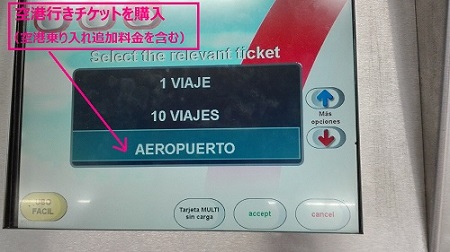 空港行きチケットを購入
(空港乗り入れ追加料金を含む)
Select the relevant ticket
1 VIAJE
10 VIAJES
AEROPUERTO
Más
opciones
FÁCIL
Tarjeta MULTI
sin carga
accept
cancel